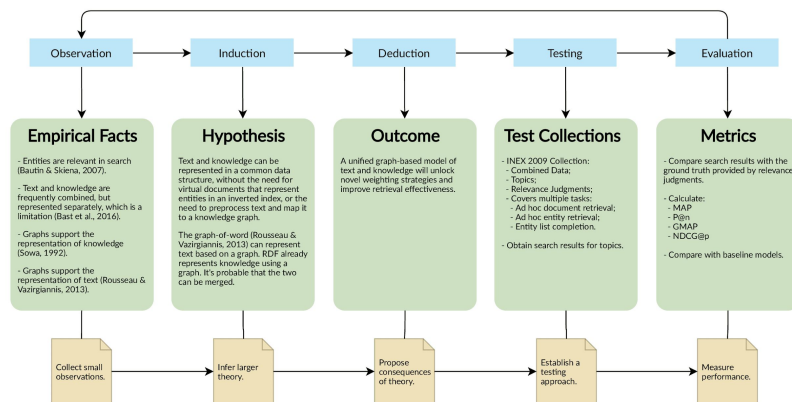 Observation
Induction
Deduction
Testing
Evaluation
Empirical Facts
- Entities are relevant in search
(Bautin & Skiena, 2007).
- Text and knowledge are
frequently combined, but
represented separately, which is a
limitation (Bast et al., 2016).
- Graphs support the
representation of knowledge
(Sowa, 1992).
- Graphs support the
representation of text (Rousseau &
Vazirgiannis, 2013).
Hypothesis
Text and knowledge can be
represented in a common data
structure, without the need for
virtual documents that represent
entities in an inverted index, or the
need to preprocess text and map it
to a knowledge graph.
The graph-of-word (Rousseau &
Vazirgiannis, 2013) can represent
text based on a graph. RDF already
represents knowledge using a
graph. It's probable that the two
can be merged.
Outcome
A unified graph-based model of
text and knowledge will unlock
novel weighting strategies and
improve retrieval effectiveness.
Test Collections
- INEX 2009 Collection:
- Combined Data;
- Topics;
- Relevance Judgments;
- Covers multiple tasks:
- Ad hoc document retrieval;
- Ad hoc entity retrieval;
- Entity list completion.
- Obtain search results for topics.
Metrics
- Compare search results with the
ground truth provided by relevance
judgments.
- Calculate:
- MAP
- P@n
- GMAP
- NDCG@p
- Compare with baseline models.
Collect small
observations.
Infer larger
theory.
Propose
consequences
of theory.
Establish a
testing
approach.
Measure
performance.